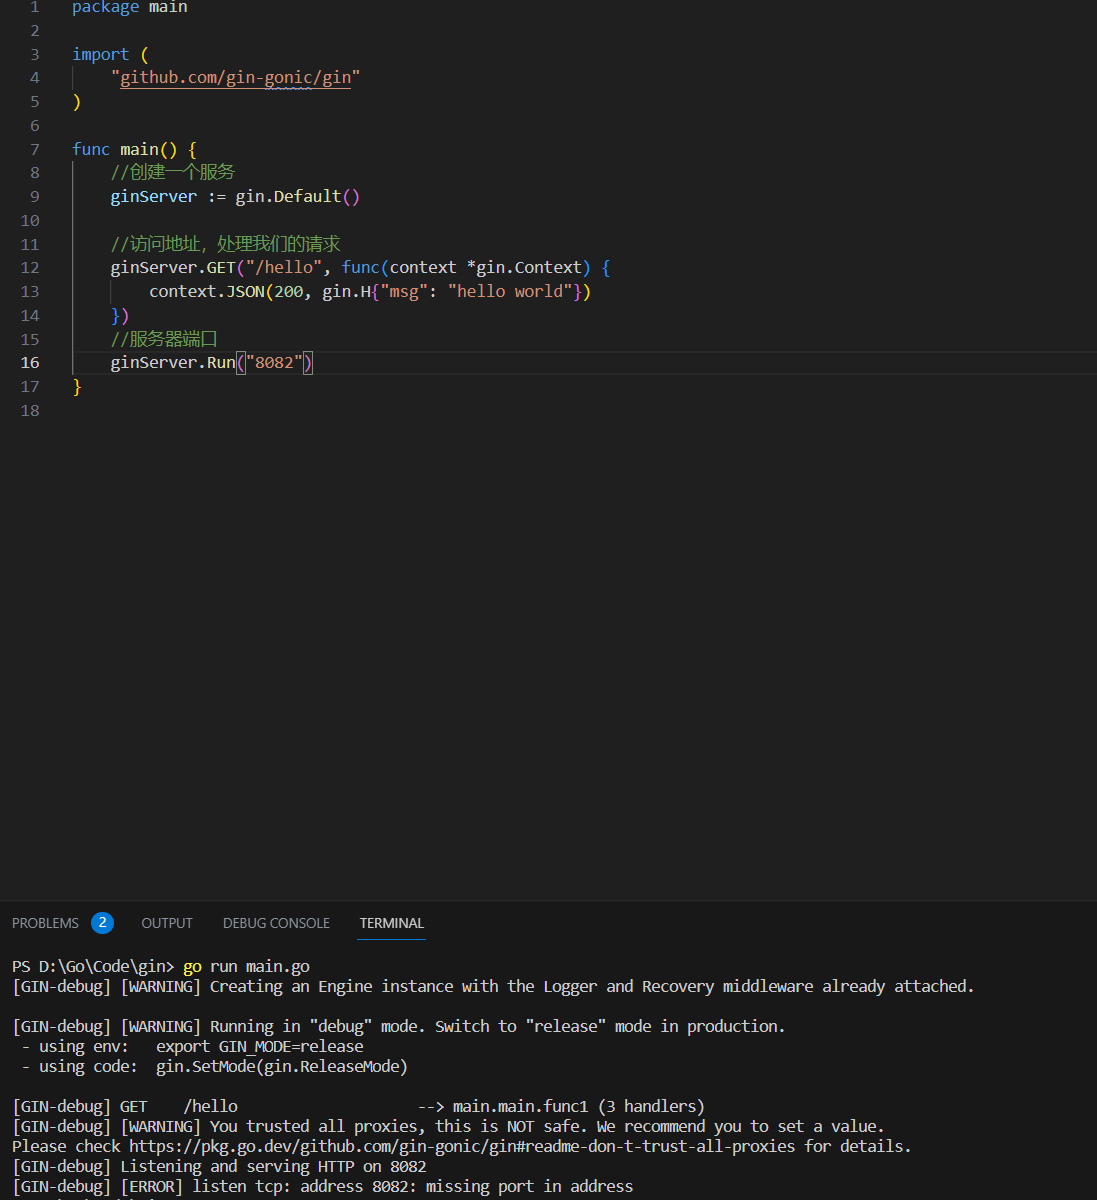 1 package main
2
3 import (
4 "github.com/gin-gonic/gin"
5 )
6
7 func main() {
8 //创建一个服务
9 ginServer := gin.Default()
10
11 //访问地址，处理我们的请求
12 ginServer.GET("/hello", func(context *gin.Context) {
13 context.JSON(200, gin.H{"msg": "hello world"})
14 })
15 //服务器端口
16 ginServer.Run("8082")
17 }
18
PROBLEMS 2 OUTPUT DEBUG CONSOLE TERMINAL
PS D:\Go\Code\gin> go run main.go
[GIN-debug] [WARNING] Creating an Engine instance with the Logger and Recovery middleware already attached.
[GIN-debug] [WARNING] Running in "debug" mode. Switch to "release" mode in production.
- using env: export GIN_MODE=release
- using code: gin.SetMode(gin.ReleaseMode)
[GIN-debug] GET /hello --> main.main.func1 (3 handlers)
[GIN-debug] [WARNING] You trusted all proxies, this is NOT safe. We recommend you to set a value.
Please check https://pkg.go.dev/github.com/gin-gonic/gin#readme-don-t-trust-all-proxies for details.
[GIN-debug] Listening and serving HTTP on 8082
[GIN-debug] [ERROR] listen tcp: address 8082: missing port in address